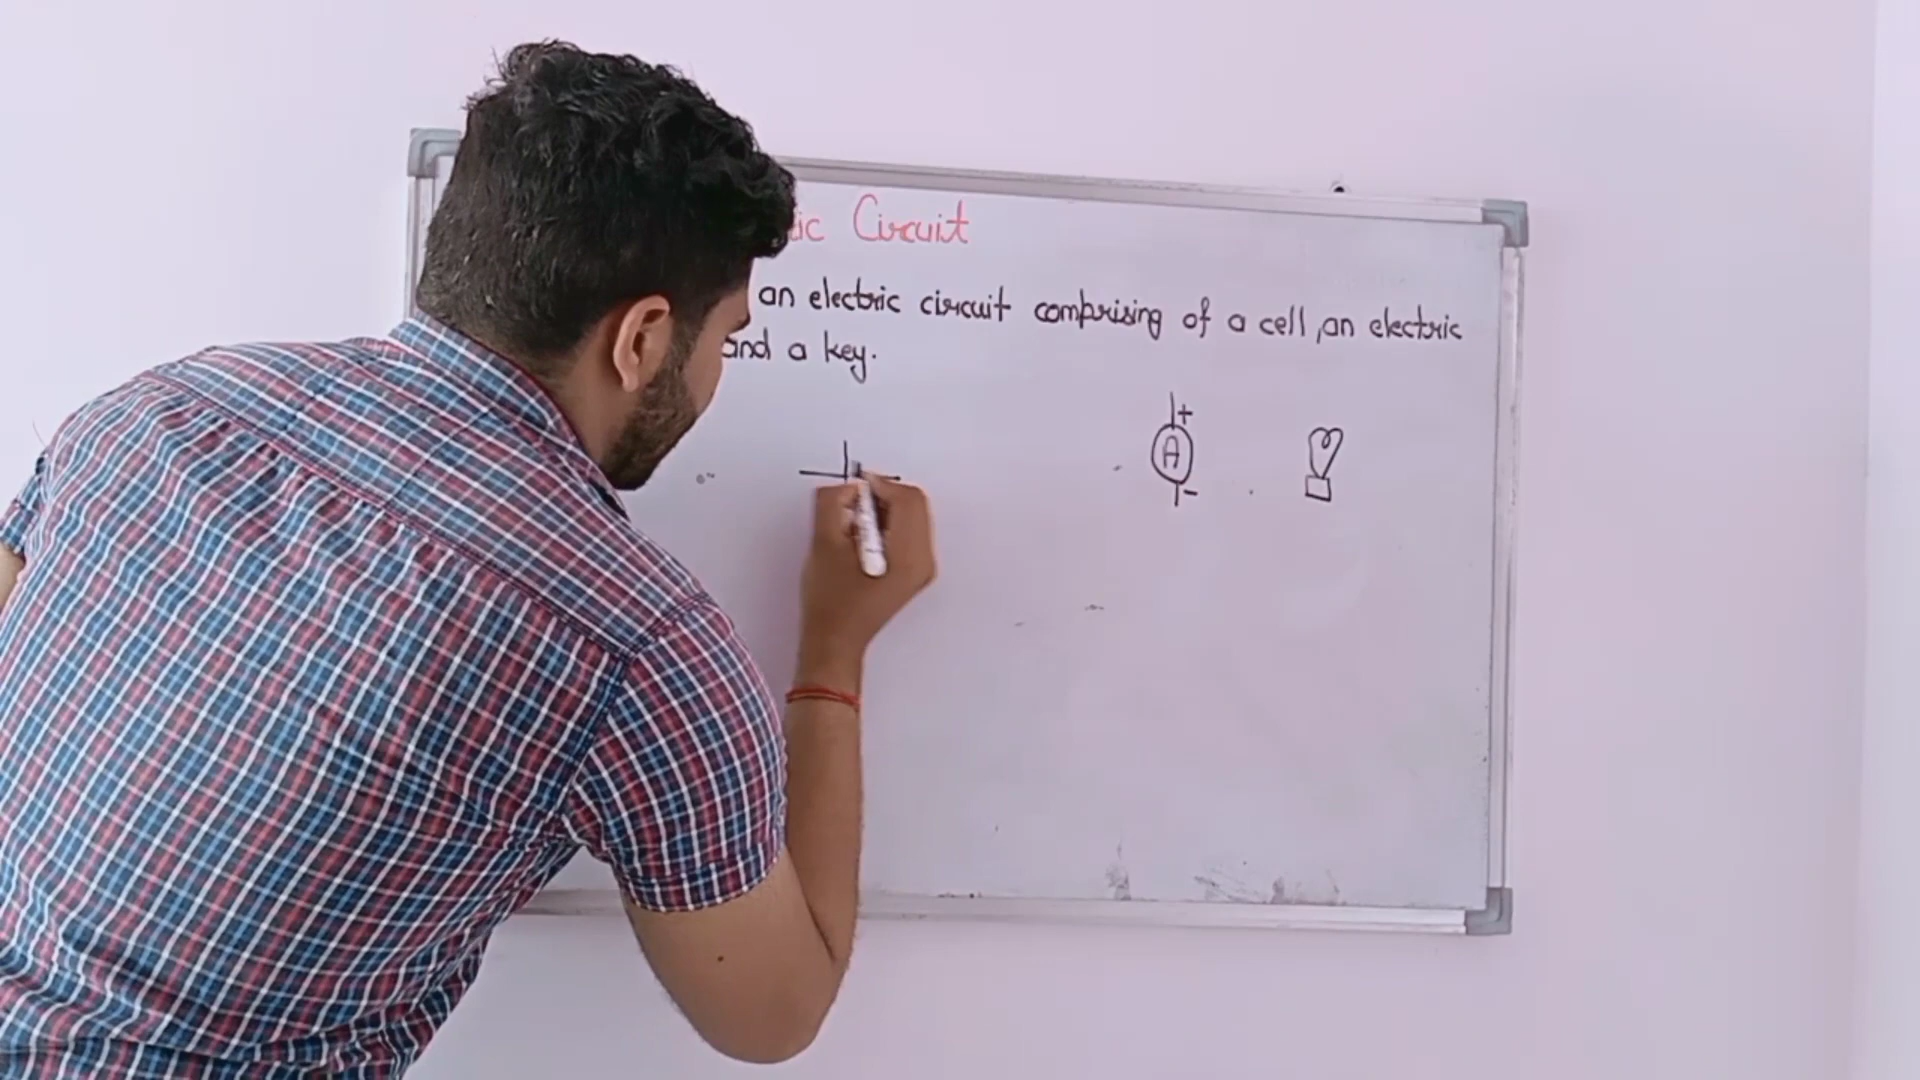 ic Circuit
an electric circuit comprising of a cell, an electric
and a key.
+
A
-